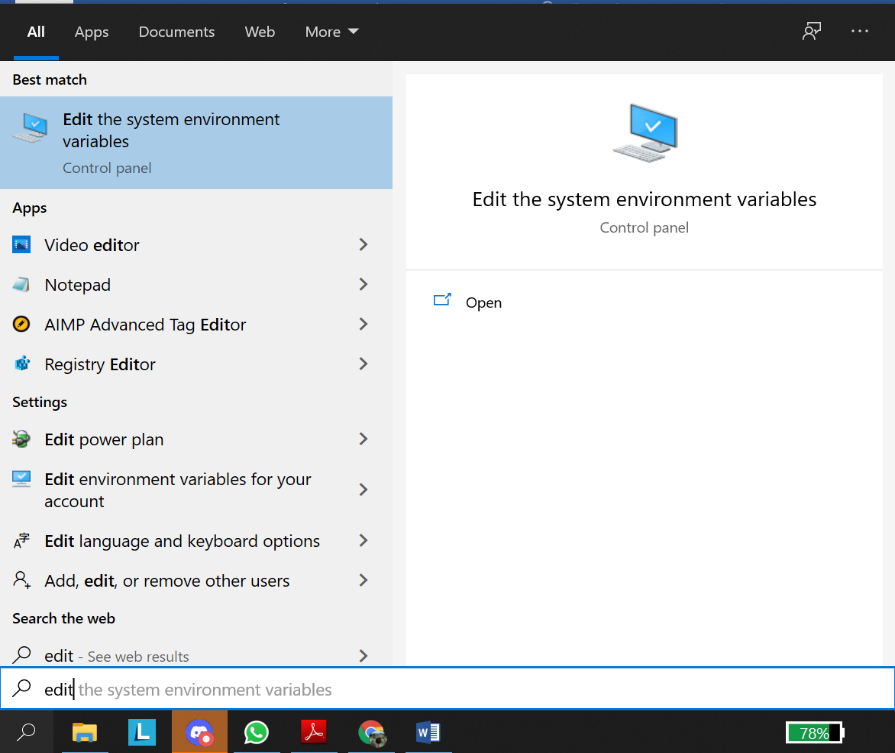 All Apps Documents Web More
Best match
Edit the system environment
variables
Control panel
Apps
Video editor
Notepad
AIMP Advanced Tag Editor
Registry Editor
Settings
Edit power plan
Edit environment variables for your
account
Edit language and keyboard options
Add, edit, or remove other users
Search the web
edit - See web results
edit the system environment variables
Edit the system environment variables
Control panel
Open
78%